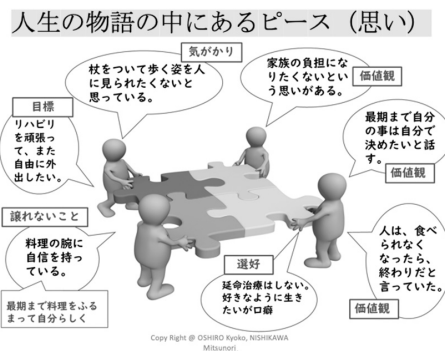 人生の物語の中にあるピース（思い）
気がかり
杖をついて歩く姿を人
に見られたくないと
思っている。
家族の負担にな
りたくないとい
う思いがある。
価値観
目標
リハビリ
を頑張っ
て、また
自由に外
出したい。
最期まで自分
の事は自分で
決めたいと話
す。
価値観
譲れないこと
料理の腕に
自信を持っ
ている。
最期まで料理をふる
まって自分らしく
選好
延命治療はしない。
好きなように生き
たいが口癖
人は、食べ
られなく
なったら、
終わりだと
言っていた。
価値観
Copy Right @ OSHIRO Kyoko, NISHIKAWA
Mitsunori